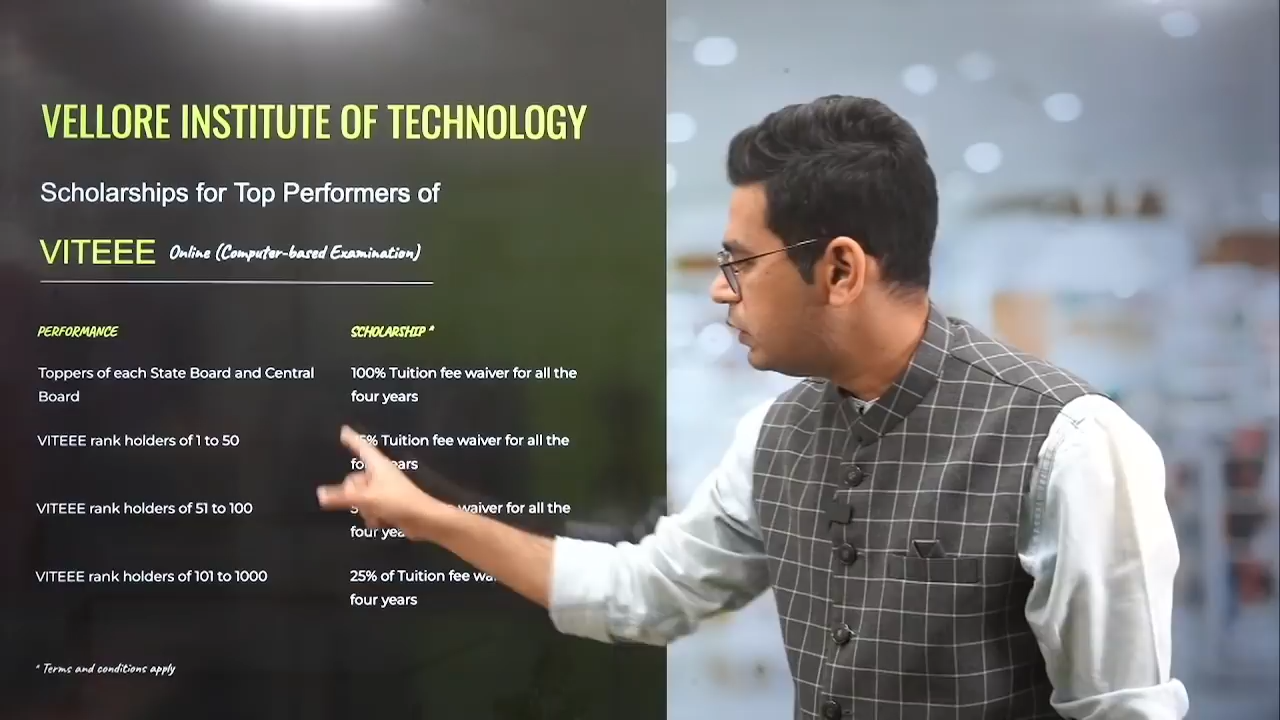 VELLORE INSTITUTE OF TECHNOLOGY
Scholarships for Top Performers of
VITEEE Online (Computer-based Examination)
PERFORMANCE SCHOLARSHIP *
Toppers of each State Board and Central 100% Tuition fee waiver for all the
Board four years
VITEEE rank holders of 1 to 50 Tuition fee waiver for all the
VITEEE rank holders of 51 to 100 waiver for all the
four
VITEEE rank holders of 101 to 1000 25% of Tuition fee
four years
* Terms and conditions apply